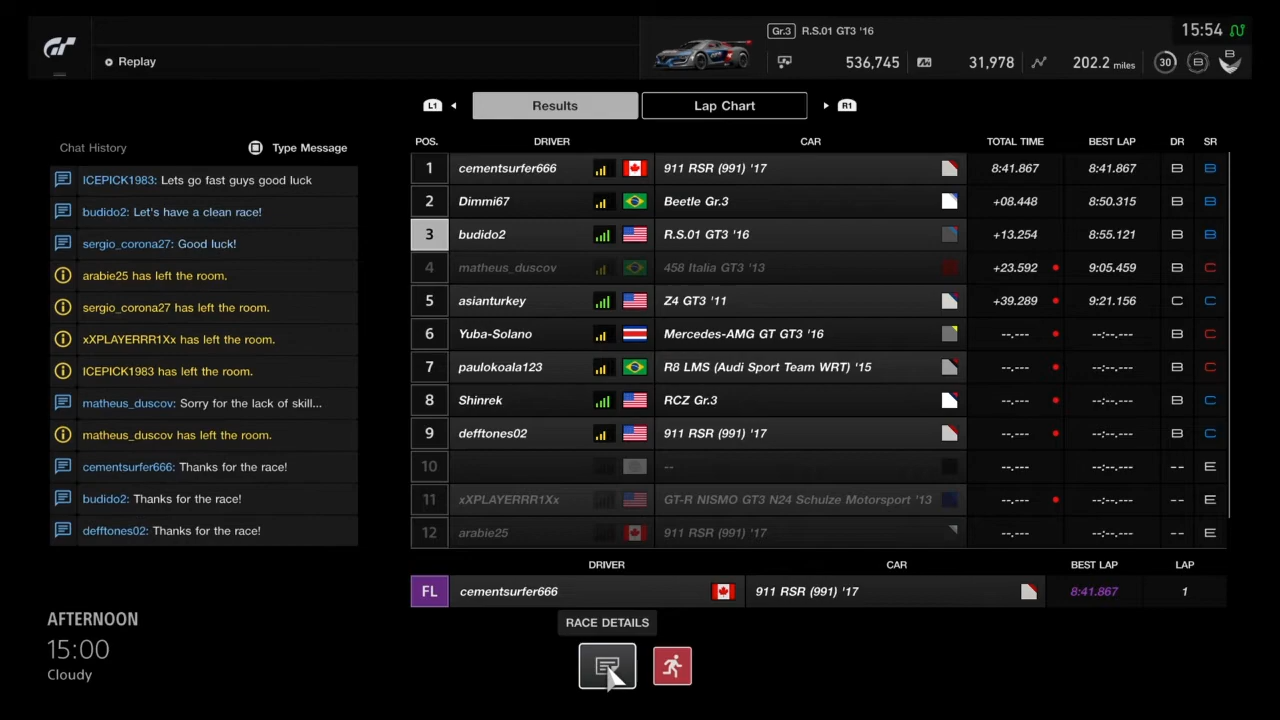 Gr.3 R.S.01 GT3 '16
15:54
Replay
536,745 31,978 202.2 miles 30 B B
L1 Results Lap Chart R1
Chat History Type Message
ICEPICK1983: Lets go fast guys good luck
budido2: Let's have a clean race!
sergio_corona27: Good luck!
arabie25 has left the room.
sergio_corona27 has left the room.
xXPLAYERRR1Xx has left the room.
ICEPICK1983 has left the room.
matheus_duscov: Sorry for the lack of skill...
matheus_duscov has left the room.
cementsurfer666: Thanks for the race!
budido2: Thanks for the race!
defftones02: Thanks for the race!
POS. DRIVER CAR TOTAL TIME BEST LAP DR SR
1 cementsurfer666 911 RSR (991) '17 8:41.867 8:41.867 B B
2 Dimmi67 Beetle Gr.3 +08.448 8:50.315 B B
3 budido2 R.S.01 GT3 '16 +13.254 8:55.121 B B
4 matheus_duscov 458 Italia GT3 '13 +23.592 9:05.459 B C
5 asianturkey Z4 GT3 '11 +39.289 9:21.156 C C
6 Yuba-Solano Mercedes-AMG GT GT3 '16 --.--- --:--.--- B C
7 paulokoala123 R8 LMS (Audi Sport Team WRT) '15 --.--- --:--.--- B C
8 Shinrek RCZ Gr.3 --.--- --:--.--- B C
9 defftones02 911 RSR (991) '17 --.--- --:--.--- B C
10 -- --.--- --:--.--- -- E
11 xXPLAYERRR1Xx GT-R NISMO GT3 N24 Schulze Motorsport '13 --.--- --:--.--- -- E
12 arabie25 911 RSR (991) '17 --.--- --:--.--- -- E
DRIVER CAR BEST LAP LAP
FL cementsurfer666 911 RSR (991) '17 8:41.867 1
RACE DETAILS
AFTERNOON
15:00
Cloudy